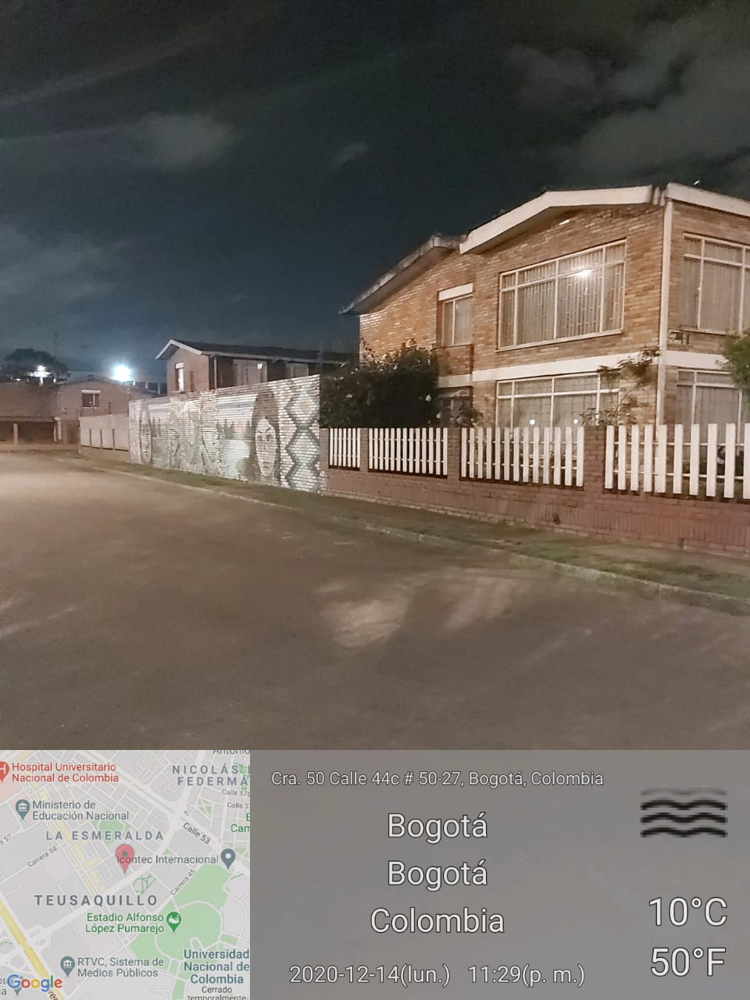 Cra. 50 Calle 44c # 50-27, Bogotá, Colombia
Bogotá
Bogotá
Colombia
2020-12-14(lun.) 11:29(p. m.)
10°C
50°F
Antonio
Hospital Universitario
Nacional de Colombia
NICOLÁS
FEDERMÁ
Calle 57b
Calle 5
Ministerio de
Educación Nacional
Cam
LA ESMERALDA
Calle 53
a 57
Carrera 54
Icontec Internacional
Carrera 45
TEUSAQUILLO
Estadio Alfonso
López Pumarejo
RTVC, Sistema de
Medios Públicos
Universidad
Nacional de
Colombia
Cerrado
temporalmente
Google